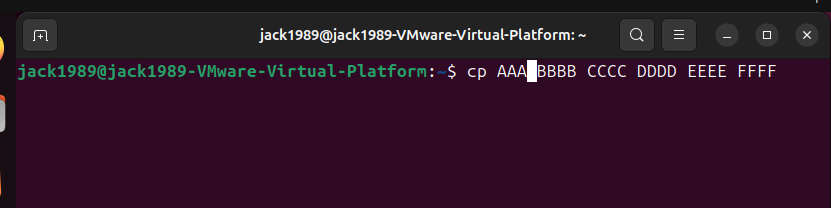 jack1989@jack1989-VMware-Virtual-Platform: ~
jack1989@jack1989-VMware-Virtual-Platform:~$ cp AAA BBBB CCCC DDDD EEEE FFFF